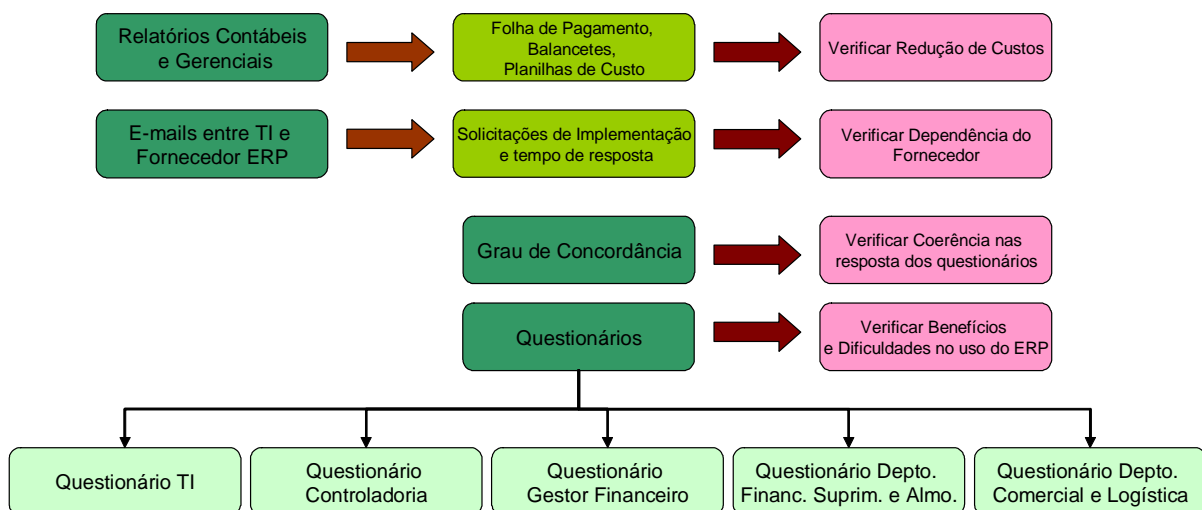 Relatórios Contábeis
e Gerenciais
Folha de Pagamento,
Balancetes,
Planilhas de Custo
Verificar Redução de Custos
E-mails entre TI e
Fornecedor ERP
Solicitações de Implementação
e tempo de resposta
Verificar Dependência do
Fornecedor
Grau de Concordância
Verificar Coerência nas
resposta dos questionários
Questionários
Verificar Benefícios
e Dificuldades no uso do ERP
Questionário TI
Questionário
Controladoria
Questionário
Gestor Financeiro
Questionário Depto.
Financ. Suprim. e Almo.
Questionário Depto.
Comercial e Logística